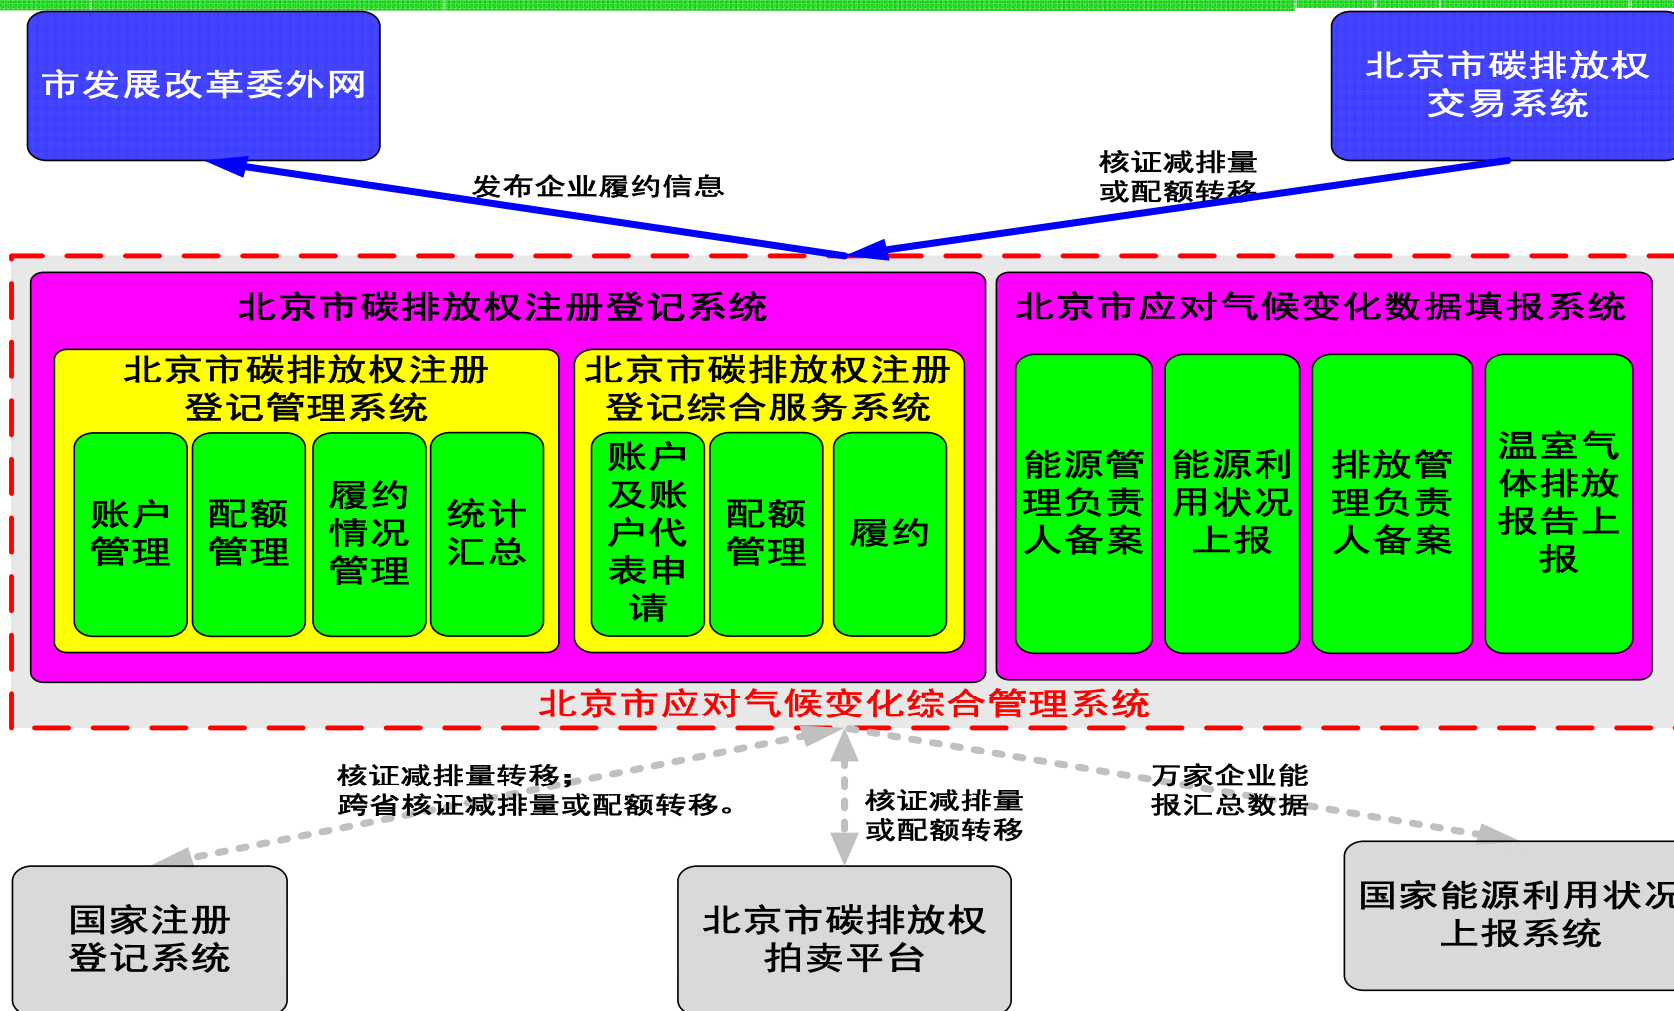 市发展改革委外网
北京市碳排放权
交易系统
发布企业履约信息
核证减排量
或配额转移
北京市碳排放权注册登记系统
北京市应对气候变化数据填报系统
北京市碳排放权注册
登记管理系统
北京市碳排放权注册
登记综合服务系统
账户
管理
配额
管理
履约
情况
管理
统计
汇总
账户
及账
户代
表申
请
配额
管理
履约
能源管
理负责
人备案
能源利
用状况
上报
排放管
理负责
人备案
温室气
体排放
报告上
报
北京市应对气候变化综合管理系统
核证减排量转移;
跨省核证减排量或配额转移。
核证减排量
或配额转移
万家企业能
报汇总数据
国家注册
登记系统
北京市碳排放权
拍卖平台
国家能源利用状况
上报系统